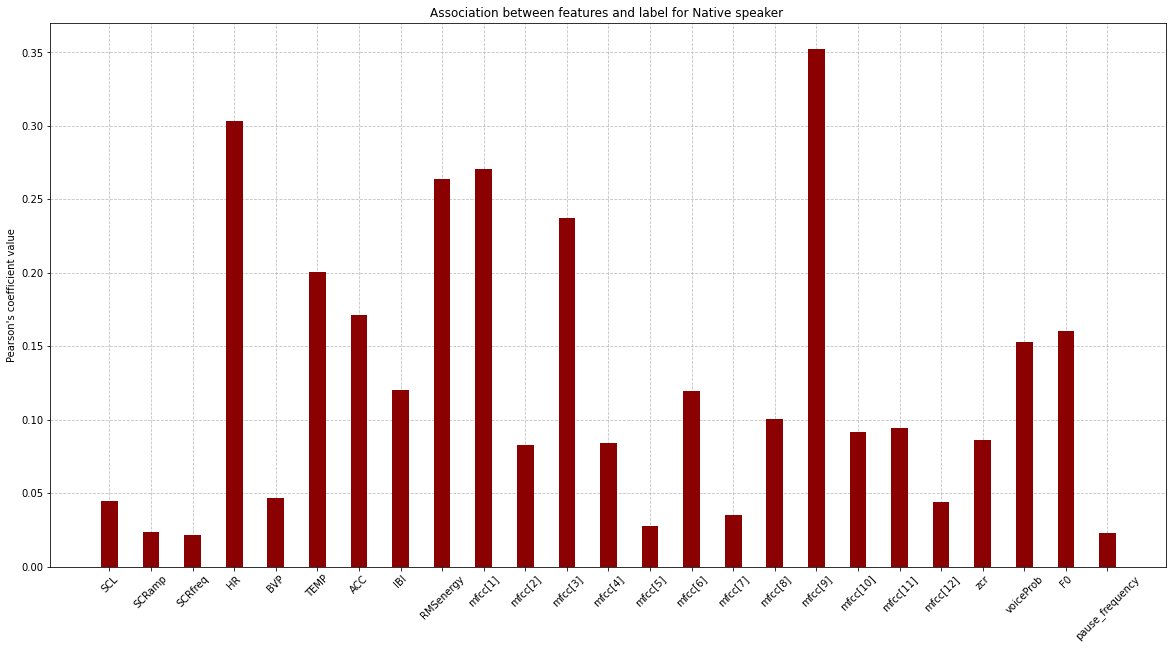 Association between features and label for Native speaker
Pearson's coefficient value
0.35
0.30
0.25
0.20
0.15
0.10
0.05
0.00
SCL
SCRamp
SCRfreq
HR
BVP
TEMP
ACC
IBI
RMSenergy
mfcc[1]
mfcc[2]
mfcc[3]
mfcc[4]
mfcc[5]
mfcc[6]
mfcc[7]
mfcc[8]
mfcc[9]
mfcc[10]
mfcc[11]
mfcc[12]
zcr
voiceProb
F0
pause_frequency